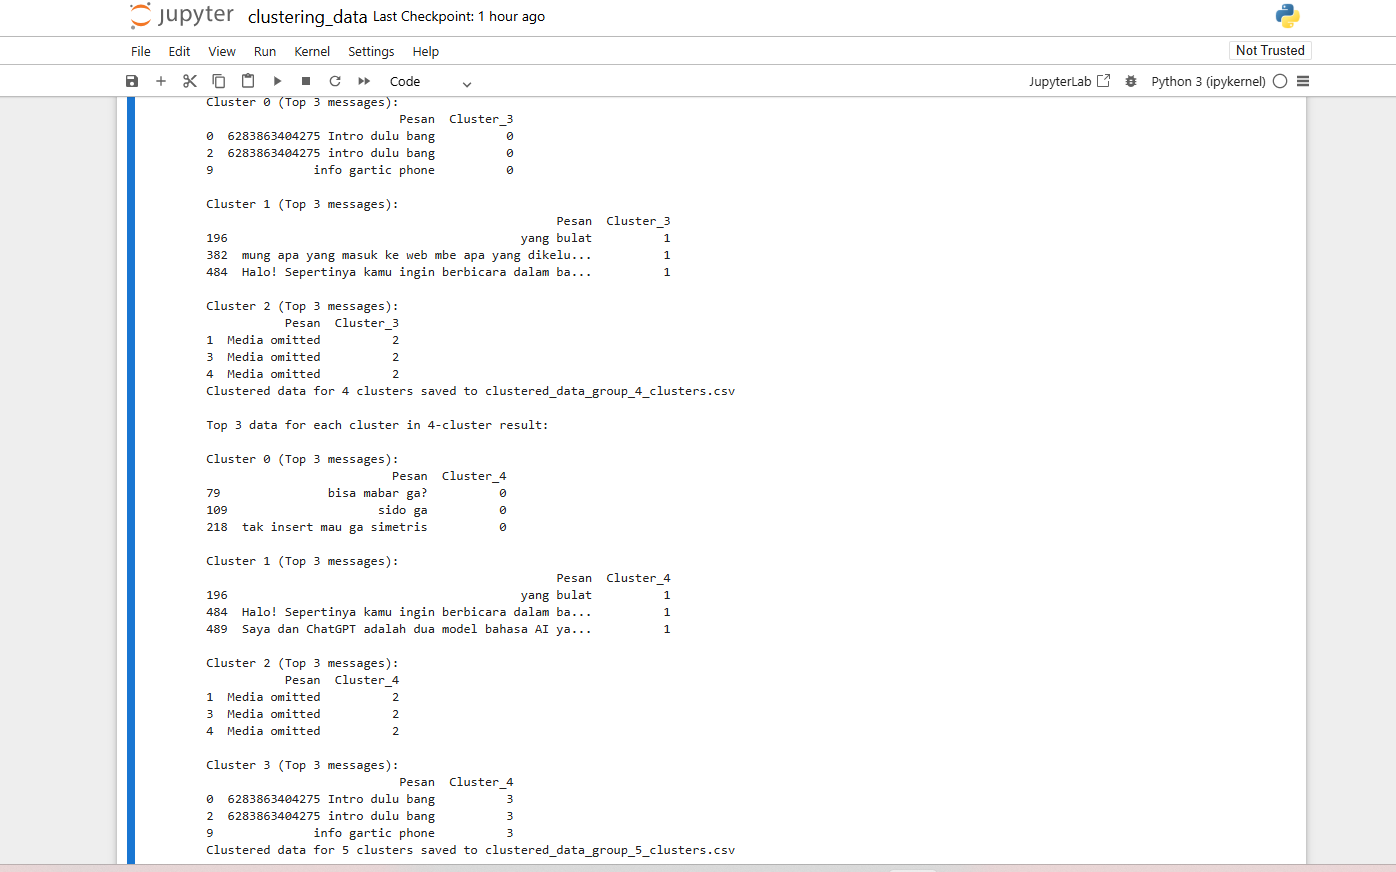 jupyter clustering_data Last Checkpoint: 1 hour ago
File Edit View Run Kernel Settings Help Not Trusted
Code JupyterLab Python 3 (ipykernel)
Cluster 0 (Top 3 messages):
Pesan Cluster_3
0 6283863404275 Intro dulu bang 0
2 6283863404275 intro dulu bang 0
9 info gartic phone 0
Cluster 1 (Top 3 messages):
Pesan Cluster_3
196 yang bulat 1
382 mung apa yang masuk ke web mbe apa yang dikelu... 1
484 Halo! Sepertinya kamu ingin berbicara dalam ba... 1
Cluster 2 (Top 3 messages):
Pesan Cluster_3
1 Media omitted 2
3 Media omitted 2
4 Media omitted 2
Clustered data for 4 clusters saved to clustered_data_group_4_clusters.csv
Top 3 data for each cluster in 4-cluster result:
Cluster 0 (Top 3 messages):
Pesan Cluster_4
79 bisa mabar ga? 0
109 sido ga 0
218 tak insert mau ga simetris 0
Cluster 1 (Top 3 messages):
Pesan Cluster_4
196 yang bulat 1
484 Halo! Sepertinya kamu ingin berbicara dalam ba... 1
489 Saya dan ChatGPT adalah dua model bahasa AI ya... 1
Cluster 2 (Top 3 messages):
Pesan Cluster_4
1 Media omitted 2
3 Media omitted 2
4 Media omitted 2
Cluster 3 (Top 3 messages):
Pesan Cluster_4
0 6283863404275 Intro dulu bang 3
2 6283863404275 intro dulu bang 3
9 info gartic phone 3
Clustered data for 5 clusters saved to clustered_data_group_5_clusters.csv